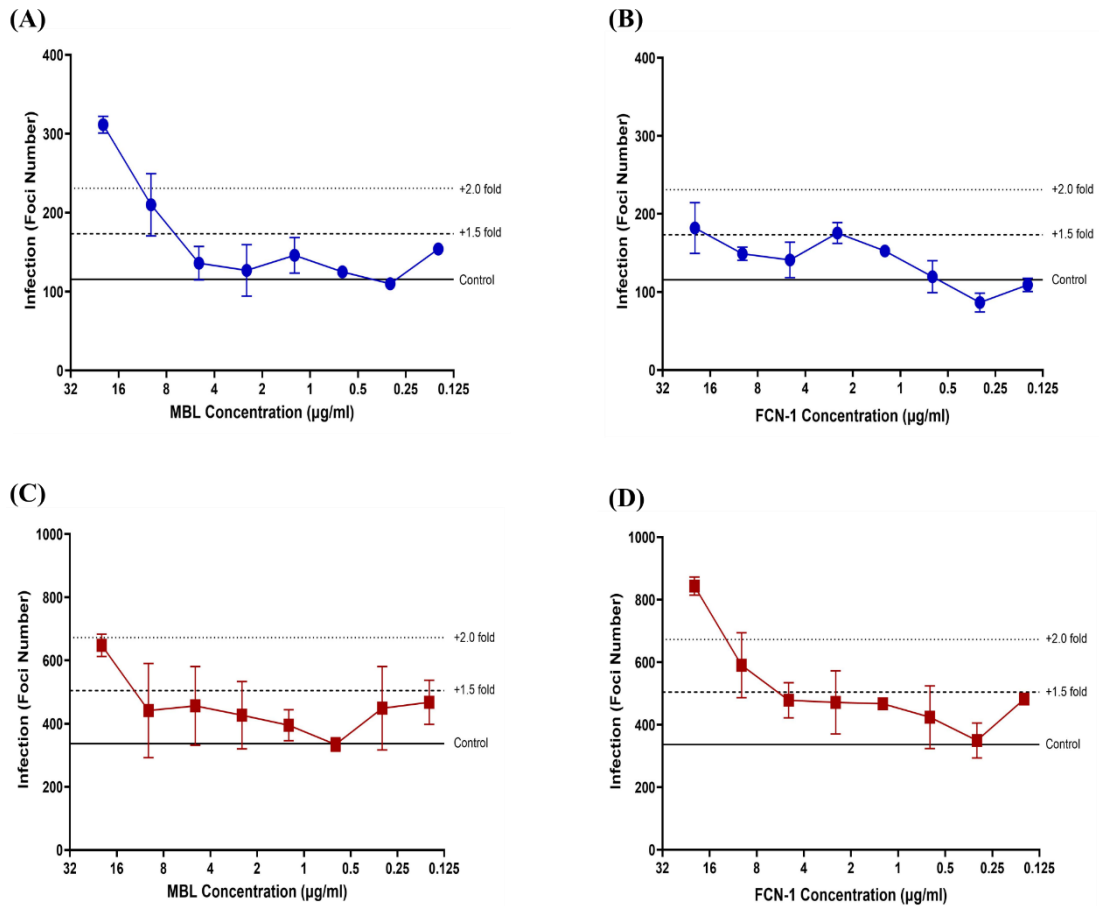 (A)
400
300
200
100
0
Infection (Foci Number)
+2.0 fold
+1.5 fold
Control
32 16 8 4 2 1 0.5 0.25 0.125
MBL Concentration (µg/ml)
(B)
400
300
200
100
0
Infection (Foci Number)
+2.0 fold
+1.5 fold
Control
32 16 8 4 2 1 0.5 0.25 0.125
FCN-1 Concentration (µg/ml)
(C)
1000
800
600
400
200
0
Infection (Foci Number)
+2.0 fold
+1.5 fold
Control
32 16 8 4 2 1 0.5 0.25 0.125
MBL Concentration (µg/ml)
(D)
1000
800
600
400
200
0
Infection (Foci Number)
+2.0 fold
+1.5 fold
Control
32 16 8 4 2 1 0.5 0.25 0.125
FCN-1 Concentration (µg/ml)